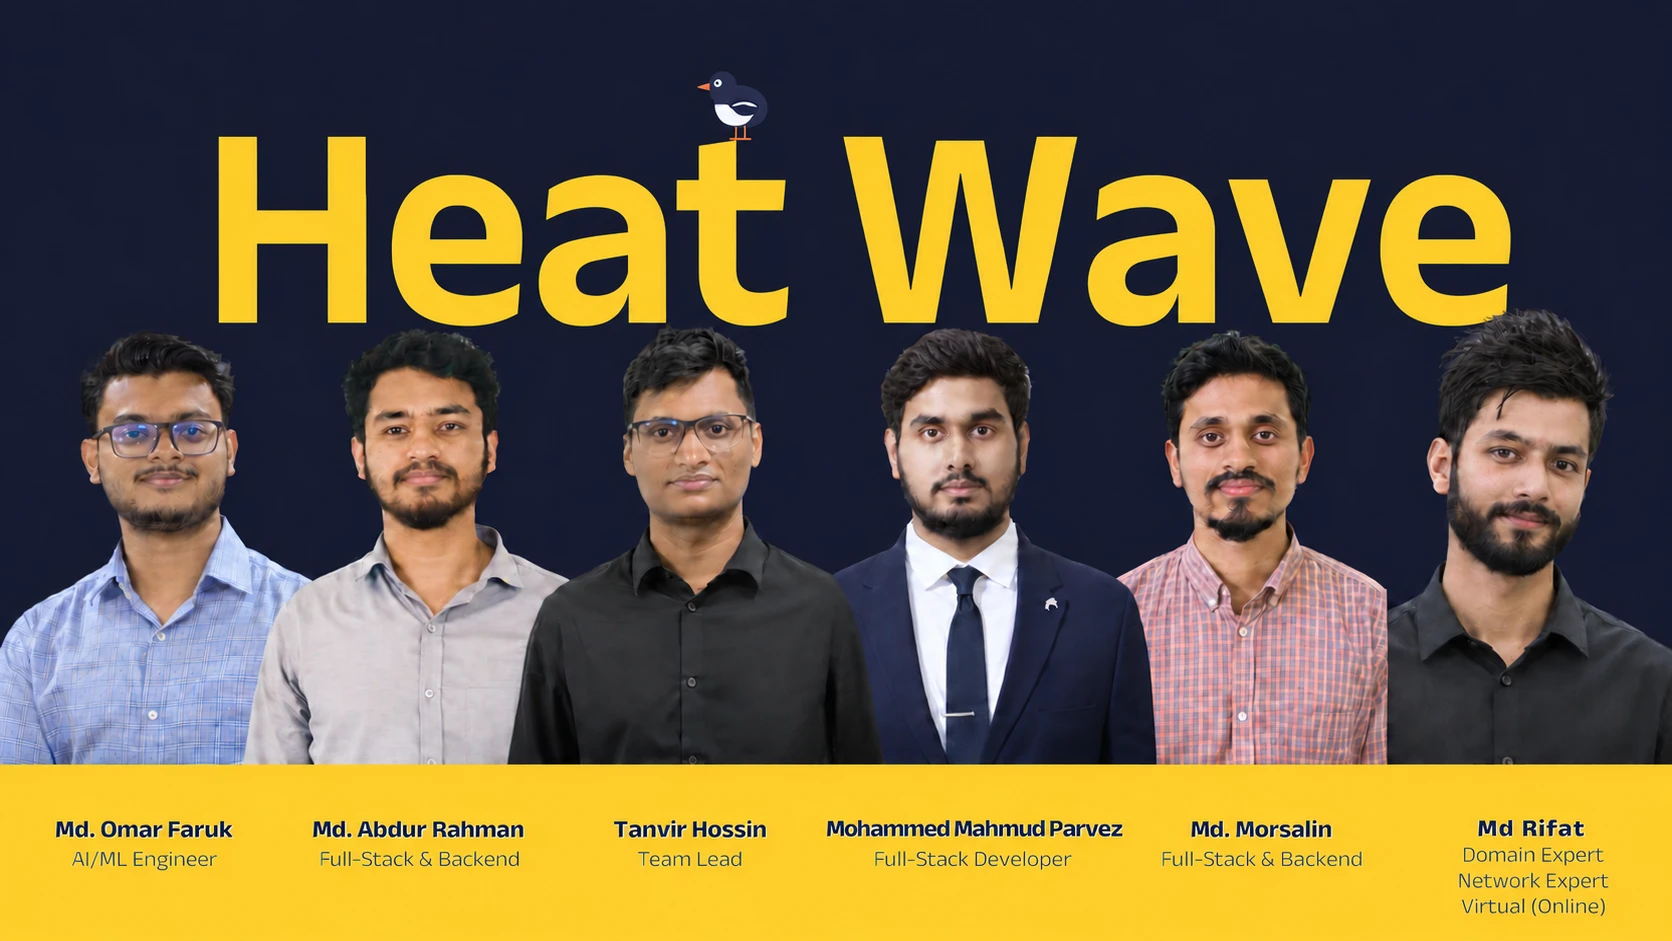 Heat Wave
Md. Omar Faruk
AI/ML Engineer
Md. Abdur Rahman
Full-Stack & Backend
Tanvir Hossin
Team Lead
Mohammed Mahmud Parvez
Full-Stack Developer
Md. Morsalin
Full-Stack & Backend
Md Rifat
Domain Expert
Network Expert
Virtual (Online)